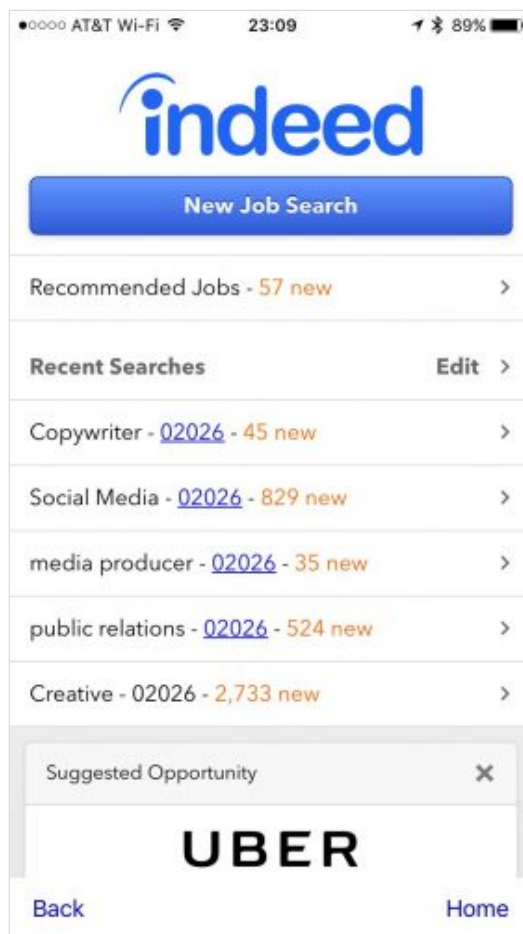 AT&T Wi-Fi 23:09 89%
indeed
New Job Search
Recommended Jobs - 57 new
Recent Searches Edit
Copywriter - 02026 - 45 new
Social Media - 02026 - 829 new
media producer - 02026 - 35 new
public relations - 02026 - 524 new
Creative - 02026 - 2,733 new
Suggested Opportunity
UBER
Back Home